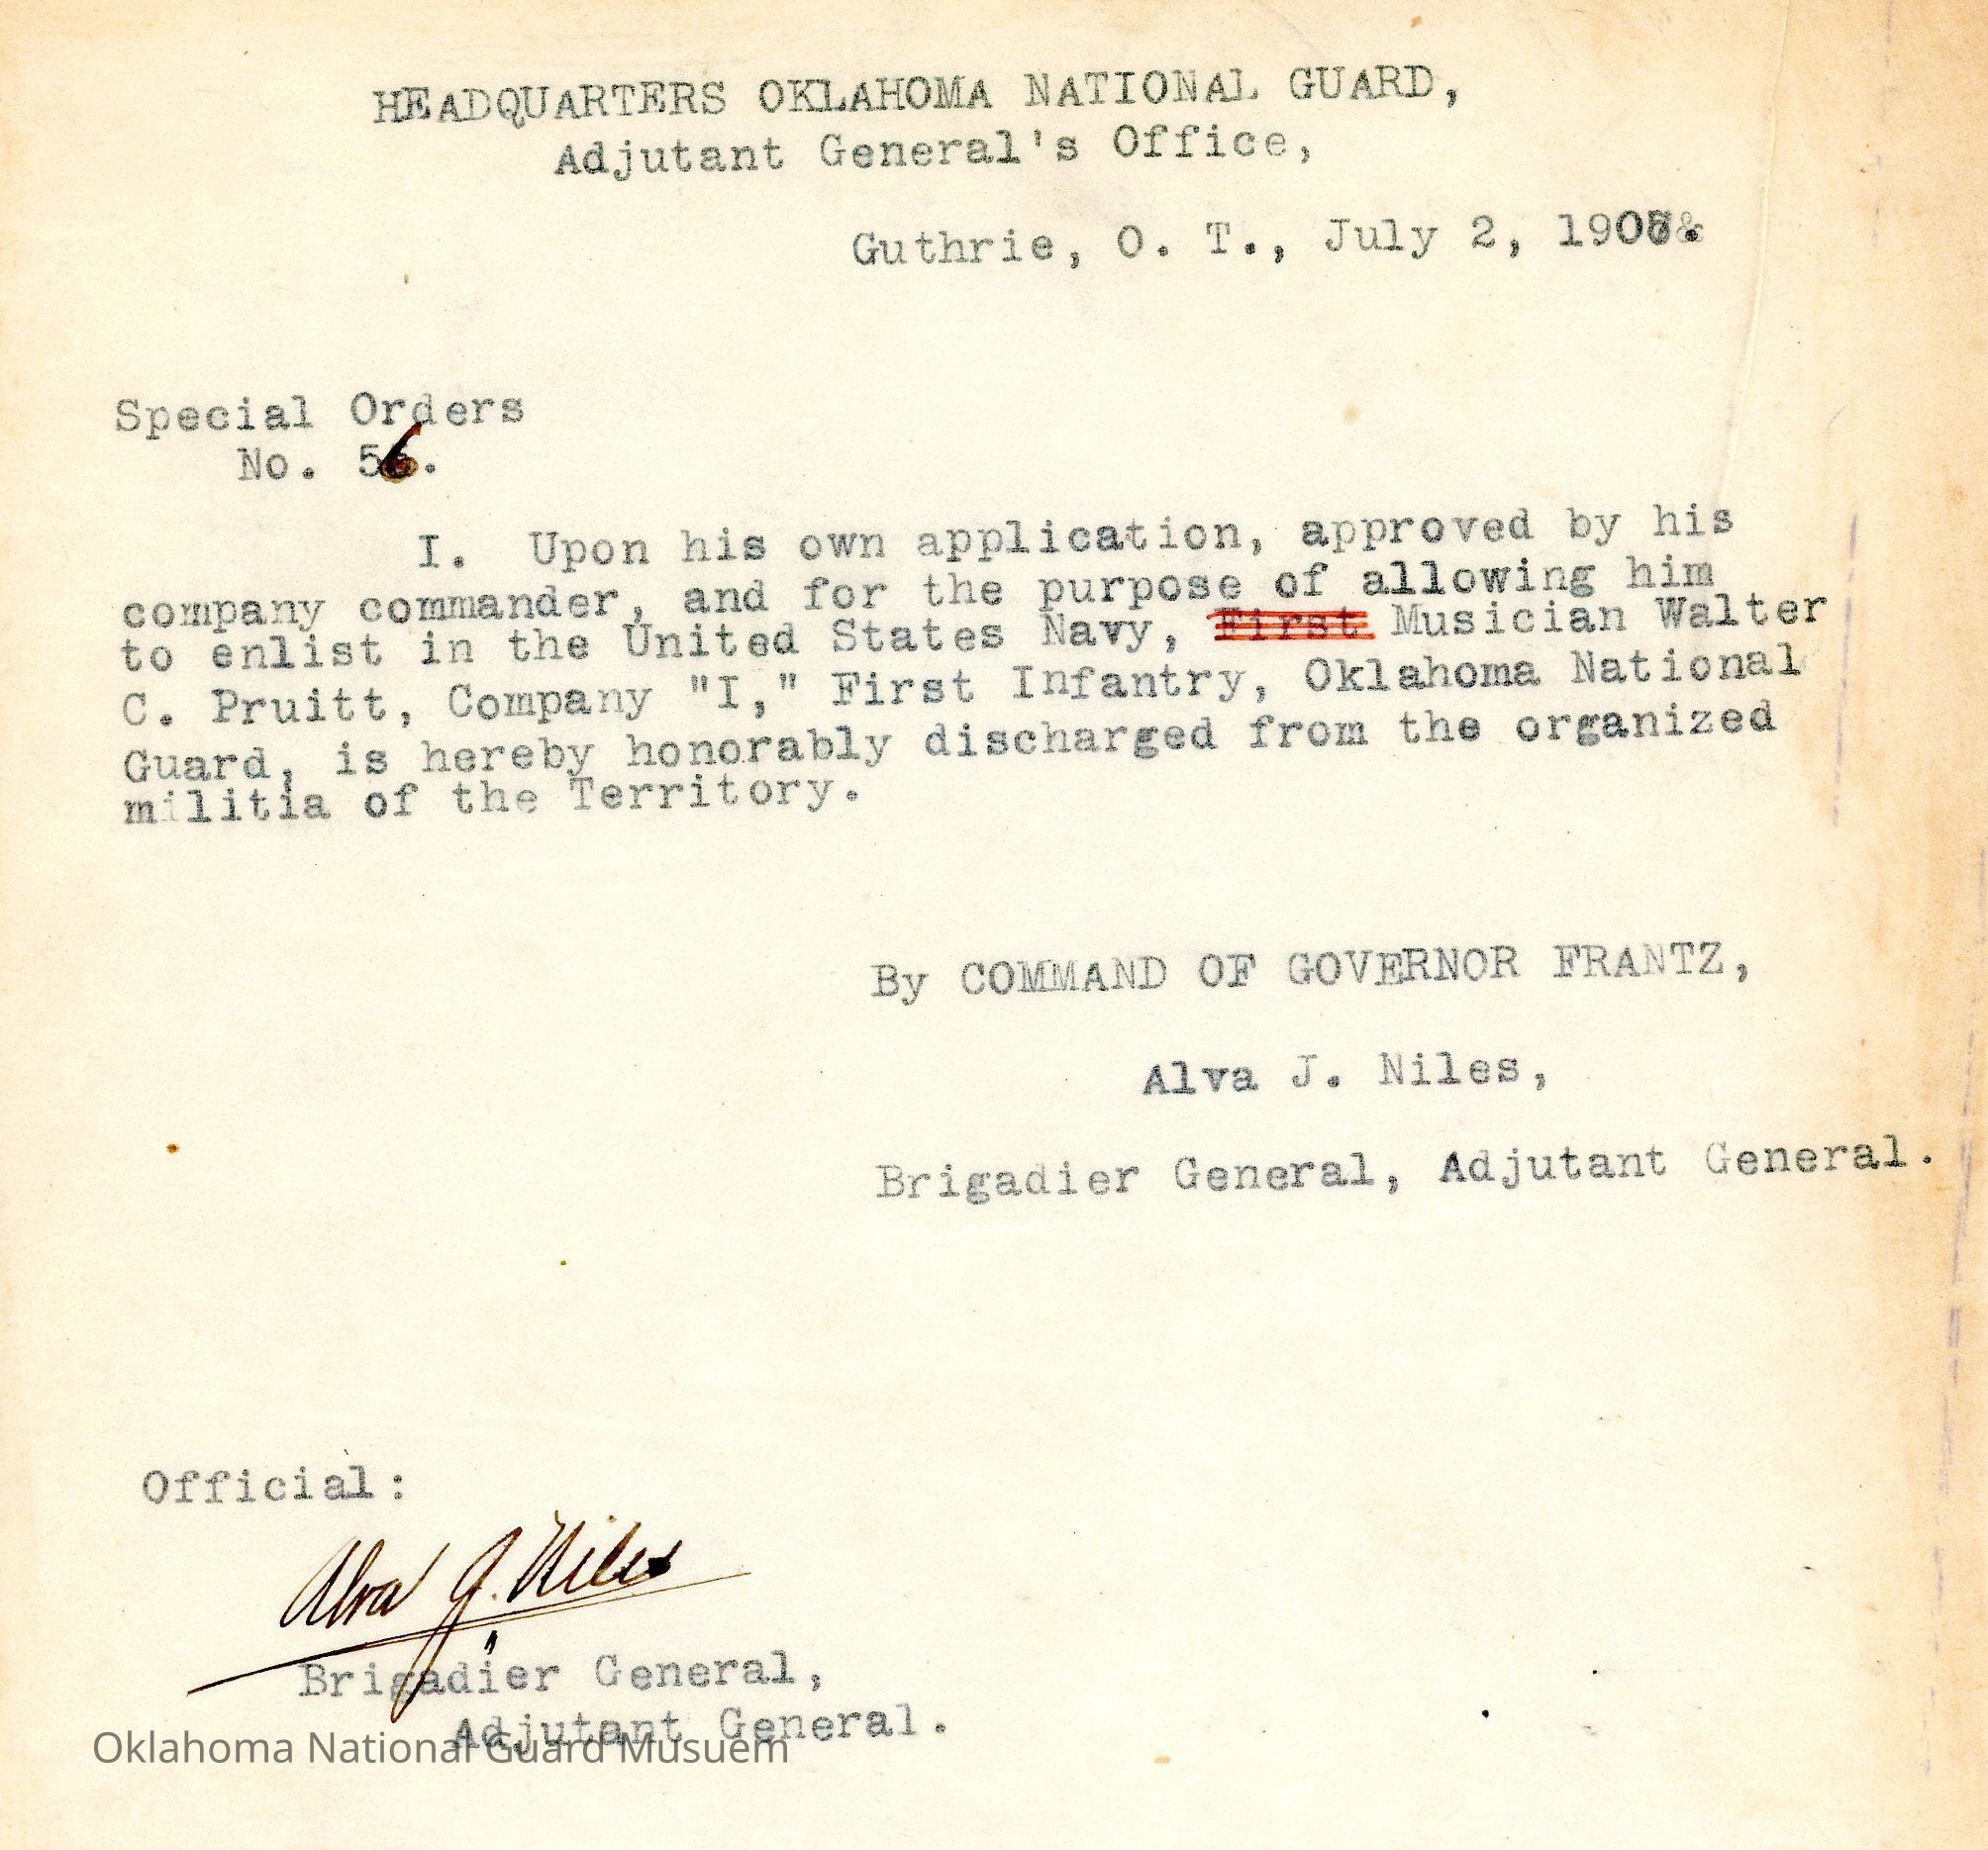 HEADQUARTERS OKLAHOMA NATIONAL GUARD,
Adjutant General's Office,
Guthrie, O. T., July 2, 1907.
Special Orders
No. 56.
I. Upon his own application, approved by his
company commander, and for the purpose of allowing him
to enlist in the United States Navy, First Musician Walter
C. Pruitt, Company "I," First Infantry, Oklahoma National
Guard, is hereby honorably discharged from the organized
militia of the Territory.
By COMMAND OF GOVERNOR FRANTZ,
Alva J. Niles,
Brigadier General, Adjutant General.
Official:
Alva J. Niles
Brigadier General,
Adjutant General.
Oklahoma National Guard Musuem